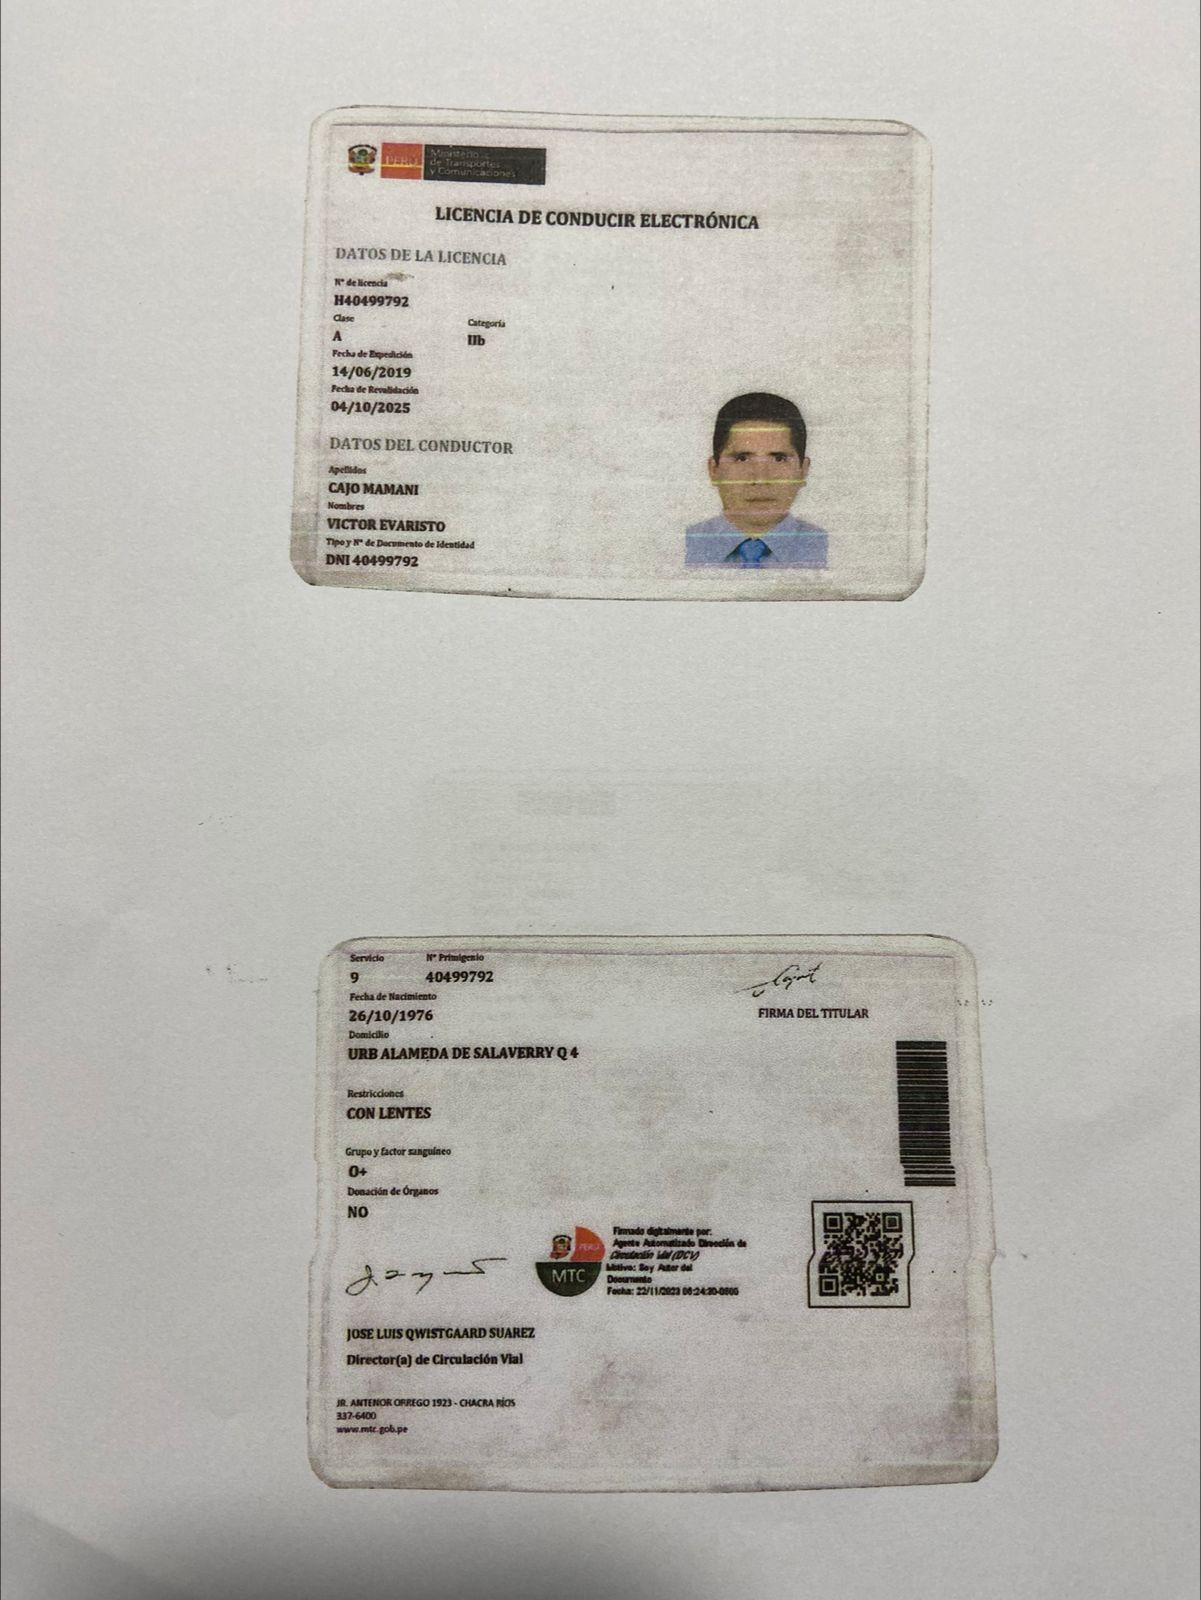 PERÚ
Ministerio
de Transportes
y Comunicaciones
LICENCIA DE CONDUCIR ELECTRÓNICA
DATOS DE LA LICENCIA
N° de licencia
H40499792
Clase Categoría
A IIb
Fecha de Expedición
14/06/2019
Fecha de Revalidación
04/10/2025
DATOS DEL CONDUCTOR
Apellidos
CAJO MAMANI
Nombres
VICTOR EVARISTO
Tipo y N° de Documento de Identidad
DNI 40499792
Servicio N° Primigenio
9 40499792
Fecha de Nacimiento
26/10/1976
Domicilio
URB ALAMEDA DE SALAVERRY Q 4
FIRMA DEL TITULAR
Restricciones
CON LENTES
Grupo y factor sanguíneo
O+
Donación de Órganos
NO
PERÚ
MTC
Firmado digitalmente por:
Agente Automatizado Dirección de
Circulación Vial (DCV)
Motivo: Soy Autor del
Documento
Fecha: 22/11/2023 06:24:20-0500
JOSE LUIS QWISTGAARD SUAREZ
Director(a) de Circulación Vial
JR. ANTENOR ORREGO 1923 - CHACRA RÍOS
337-6400
www.mtc.gob.pe